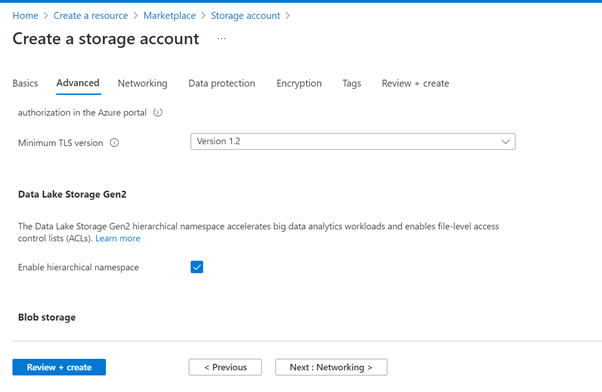 Home > Create a resource > Marketplace > Storage account >
Create a storage account ...
Basics Advanced Networking Data protection Encryption Tags Review + create
authorization in the Azure portal
Minimum TLS version Version 1.2
Data Lake Storage Gen2
The Data Lake Storage Gen2 hierarchical namespace accelerates big data analytics workloads and enables file-level access
control lists (ACLs). Learn more
Enable hierarchical namespace
Blob storage
Review + create < Previous Next : Networking >